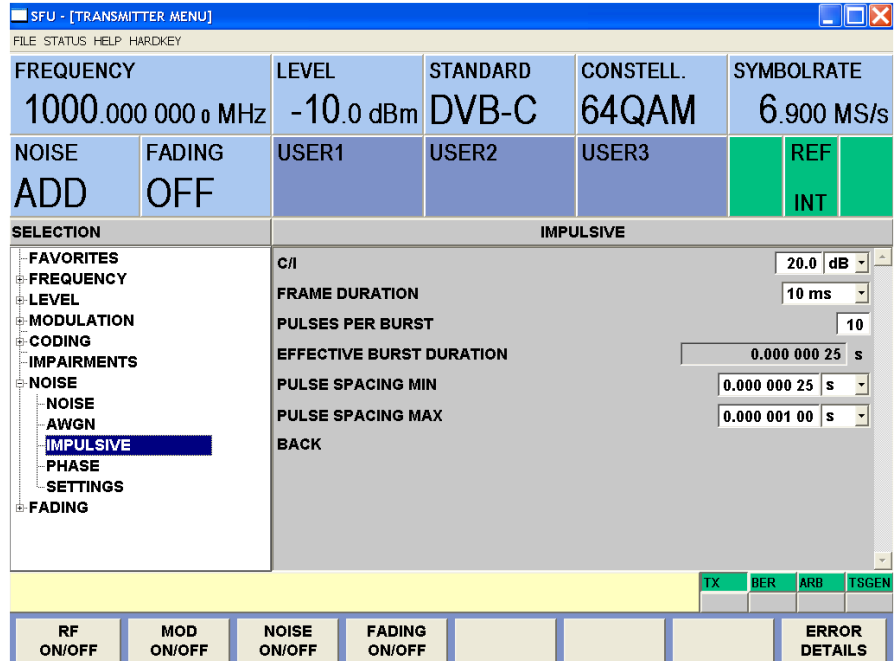 SFU - [TRANSMITTER MENU]
FILE STATUS HELP HARDKEY
FREQUENCY LEVEL STANDARD CONSTELL. SYMBOLRATE
1000.000 000 0 MHz -10.0 dBm DVB-C 64QAM 6.900 MS/s
NOISE FADING USER1 USER2 USER3 REF
ADD OFF INT
SELECTION IMPULSIVE
FAVORITES
FREQUENCY
LEVEL
MODULATION
CODING
IMPAIRMENTS
NOISE
NOISE
AWGN
IMPULSIVE
PHASE
SETTINGS
FADING
C/I 20.0 dB
FRAME DURATION 10 ms
PULSES PER BURST 10
EFFECTIVE BURST DURATION 0.000 000 25 s
PULSE SPACING MIN 0.000 000 25 s
PULSE SPACING MAX 0.000 001 00 s
BACK
TX BER ARB TSGEN
RF ON/OFF
MOD ON/OFF
NOISE ON/OFF
FADING ON/OFF
ERROR DETAILS